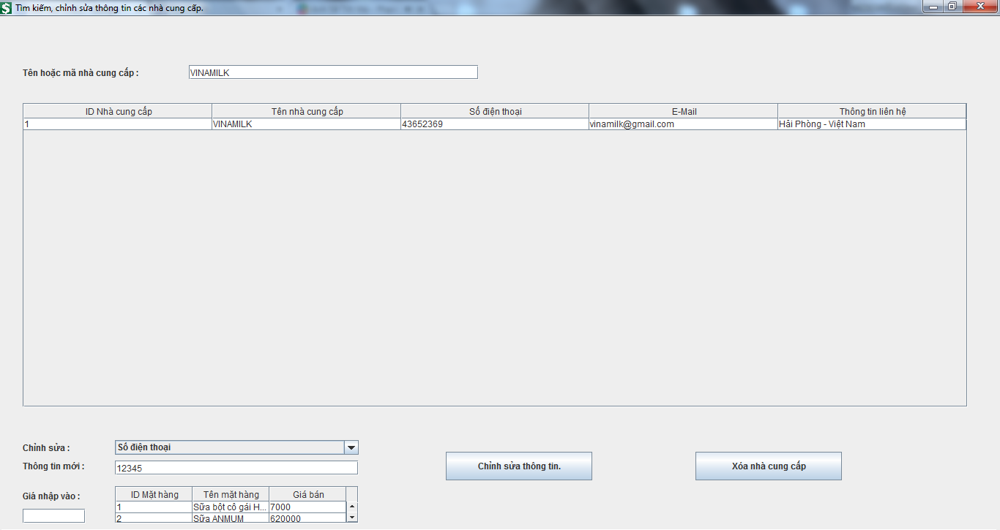 Tìm kiếm, chỉnh sửa thông tin các nhà cung cấp.
Tên hoặc mã nhà cung cấp : VINAMILK
ID Nhà cung cấp Tên nhà cung cấp Số điện thoại E-Mail Thông tin liên hệ
1 VINAMILK 43652369 vinamilk@gmail.com Hải Phòng - Việt Nam
Chỉnh sửa : Số điện thoại
Thông tin mới : 12345
Chỉnh sửa thông tin. Xóa nhà cung cấp
Giá nhập vào : ID Mặt hàng Tên mặt hàng Giá bán
1 Sữa bột cô gái H... 7000
2 Sữa ANMUM 620000